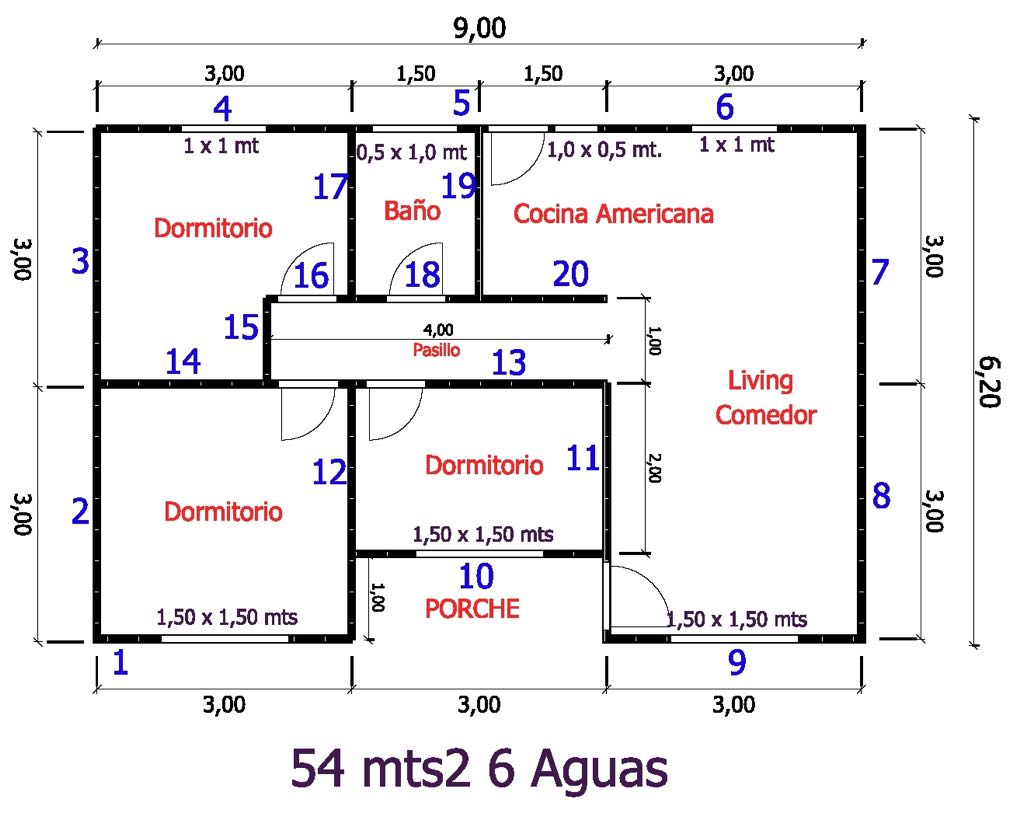 9,00
3,00 1,50 1,50 3,00
4 5 6
1 x 1 mt 0,5 x 1,0 mt 1,0 x 0,5 mt. 1 x 1 mt
17 19
Dormitorio Baño Cocina Americana
3,00 3 16 18 20 7 3,00
15 4,00 1,00
Pasillo
14 13
6,20
Living
Comedor
12 Dormitorio 11 2,00
3,00 2 Dormitorio 8 3,00
1,50 x 1,50 mts
10
1,00 PORCHE
1,50 x 1,50 mts 1,50 x 1,50 mts
1 9
3,00 3,00 3,00
54 mts2 6 Aguas